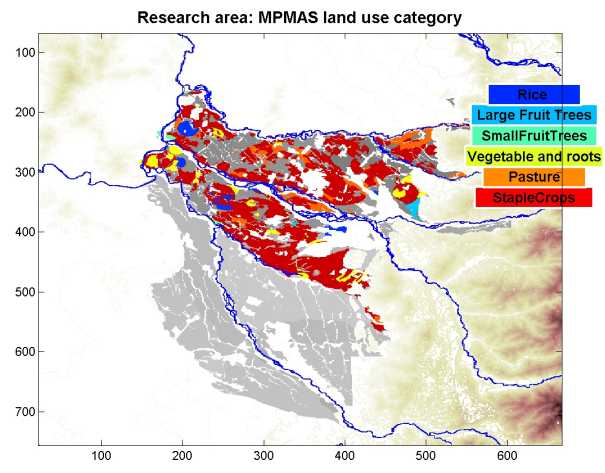 Research area: MPMAS land use category
100
200
300
400
500
600
700
Rice
Large Fruit Trees
SmallFruitTrees
Vegetable and roots
Pasture
StapleCrops
100
200
300
400
500
600